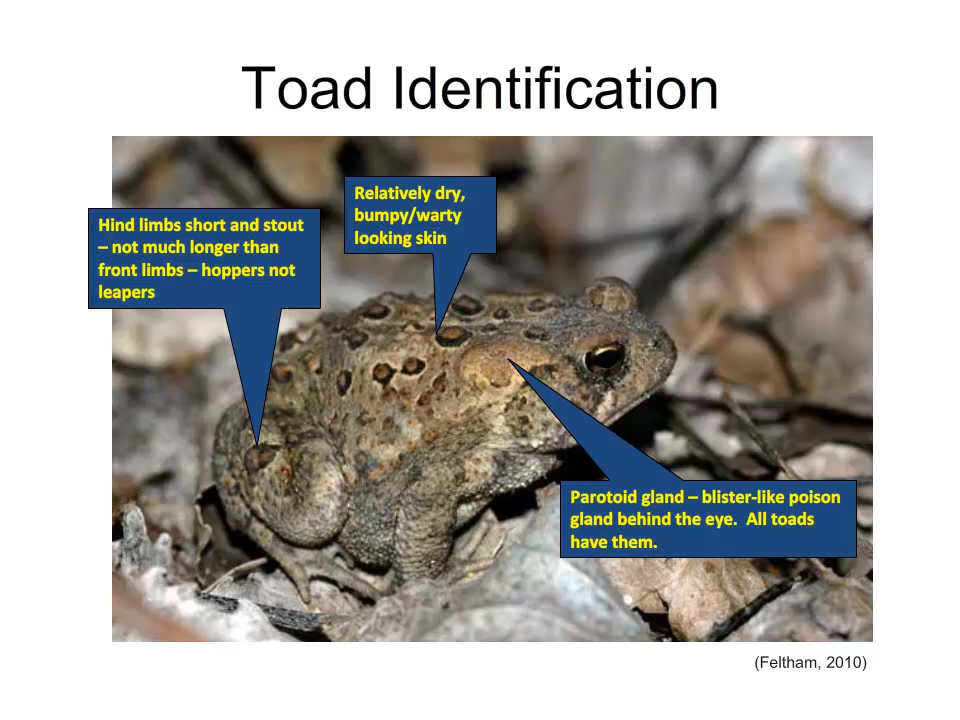 Toad Identification
Relatively dry,
bumpy/warty
looking skin
Hind limbs short and stout
– not much longer than
front limbs – hoppers not
leapers
Parotoid gland – blister-like poison
gland behind the eye.  All toads
have them.
(Feltham, 2010)